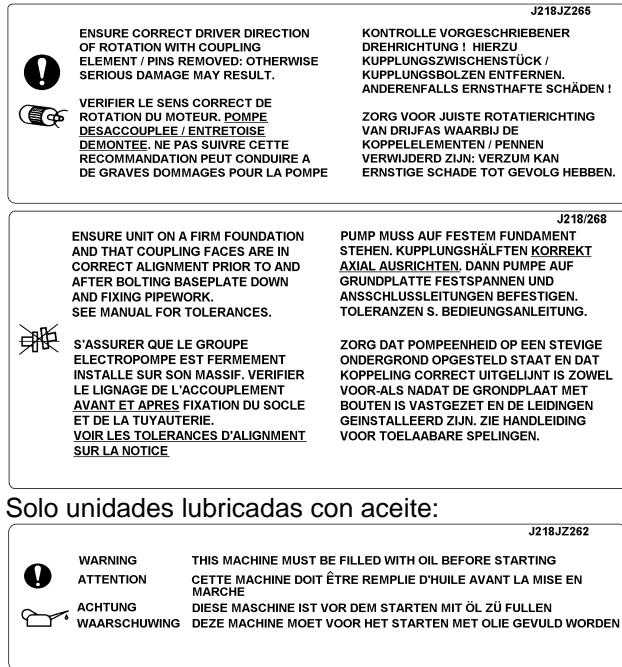 J218JZ265
ENSURE CORRECT DRIVER DIRECTION
OF ROTATION WITH COUPLING
ELEMENT / PINS REMOVED: OTHERWISE
SERIOUS DAMAGE MAY RESULT.
VERIFIER LE SENS CORRECT DE
ROTATION DU MOTEUR. POMPE
DESACCOUPLEE / ENTRETOISE
DEMONTEE. NE PAS SUIVRE CETTE
RECOMMANDATION PEUT CONDUIRE A
DE GRAVES DOMMAGES POUR LA POMPE
KONTROLLE VORGESCHRIEBENER
DREHRICHTUNG ! HIERZU
KUPPLUNGSZWISCHENSTÜCK /
KUPPLUNGSBOLZEN ENTFERNEN.
ANDERENFALLS ERNSTHAFTE SCHÄDEN !
ZORG VOOR JUISTE ROTATIERICHTING
VAN DRIJFAS WAARBIJ DE
KOPPELELEMENTEN / PENNEN
VERWIJDERD ZIJN: VERZUM KAN
ERNSTIGE SCHADE TOT GEVOLG HEBBEN.
J218/268
ENSURE UNIT ON A FIRM FOUNDATION
AND THAT COUPLING FACES ARE IN
CORRECT ALIGNMENT PRIOR TO AND
AFTER BOLTING BASEPLATE DOWN
AND FIXING PIPEWORK.
SEE MANUAL FOR TOLERANCES.
S'ASSURER QUE LE GROUPE
ELECTROPOMPE EST FERMEMENT
INSTALLE SUR SON MASSIF. VERIFIER
LE LIGNAGE DE L'ACCOUPLEMENT
AVANT ET APRES FIXATION DU SOCLE
ET DE LA TUYAUTERIE.
VOIR LES TOLERANCES D'ALIGNMENT
SUR LA NOTICE
PUMP MUSS AUF FESTEM FUNDAMENT
STEHEN. KUPPLUNGSHÄLFTEN KORREKT
AXIAL AUSRICHTEN. DANN PUMPE AUF
GRUNDPLATTE FESTSPANNEN UND
ANSSCHLUSSLEITUNGEN BEFESTIGEN.
TOLERANZEN S. BEDIEUNGSANLEITUNG.
ZORG DAT POMPEENHEID OP EEN STEVIGE
ONDERGROND OPGESTELD STAAT EN DAT
KOPPELING CORRECT UITGELIJNT IS ZOWEL
VOOR-ALS NADAT DE GRONDPLAAT MET
BOUTEN IS VASTGEZET EN DE LEIDINGEN
GEINSTALLEERD ZIJN. ZIE HANDLEIDING
VOOR TOELAABARE SPELINGEN.
Solo unidades lubricadas con aceite:
J218JZ262
WARNING THIS MACHINE MUST BE FILLED WITH OIL BEFORE STARTING
ATTENTION CETTE MACHINE DOIT ÊTRE REMPLIE D'HUILE AVANT LA MISE EN
MARCHE
ACHTUNG DIESE MASCHINE IST VOR DEM STARTEN MIT ÖL ZÜ FULLEN
WAARSCHUWING DEZE MACHINE MOET VOOR HET STARTEN MET OLIE GEVULD WORDEN